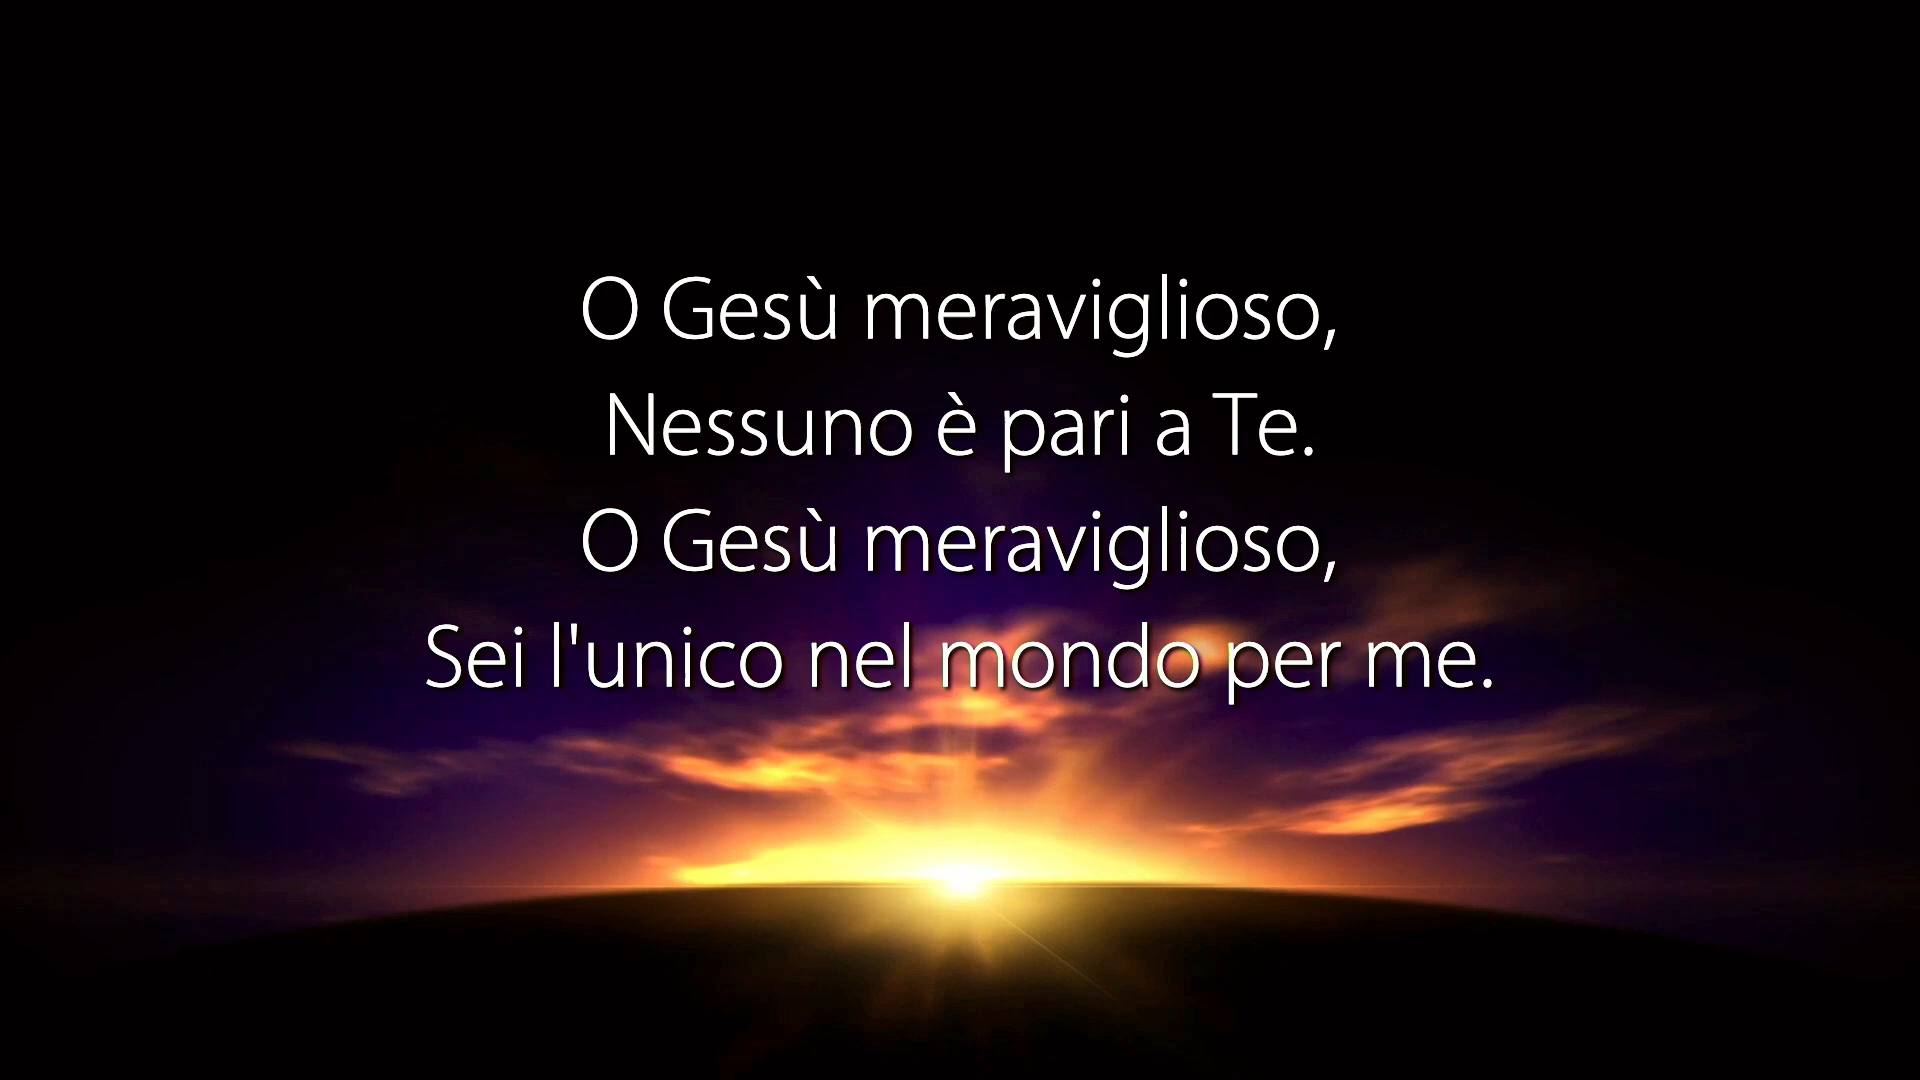 O Gesù meraviglioso,
Nessuno è pari a Te.
O Gesù meraviglioso,
Sei l'unico nel mondo per me.